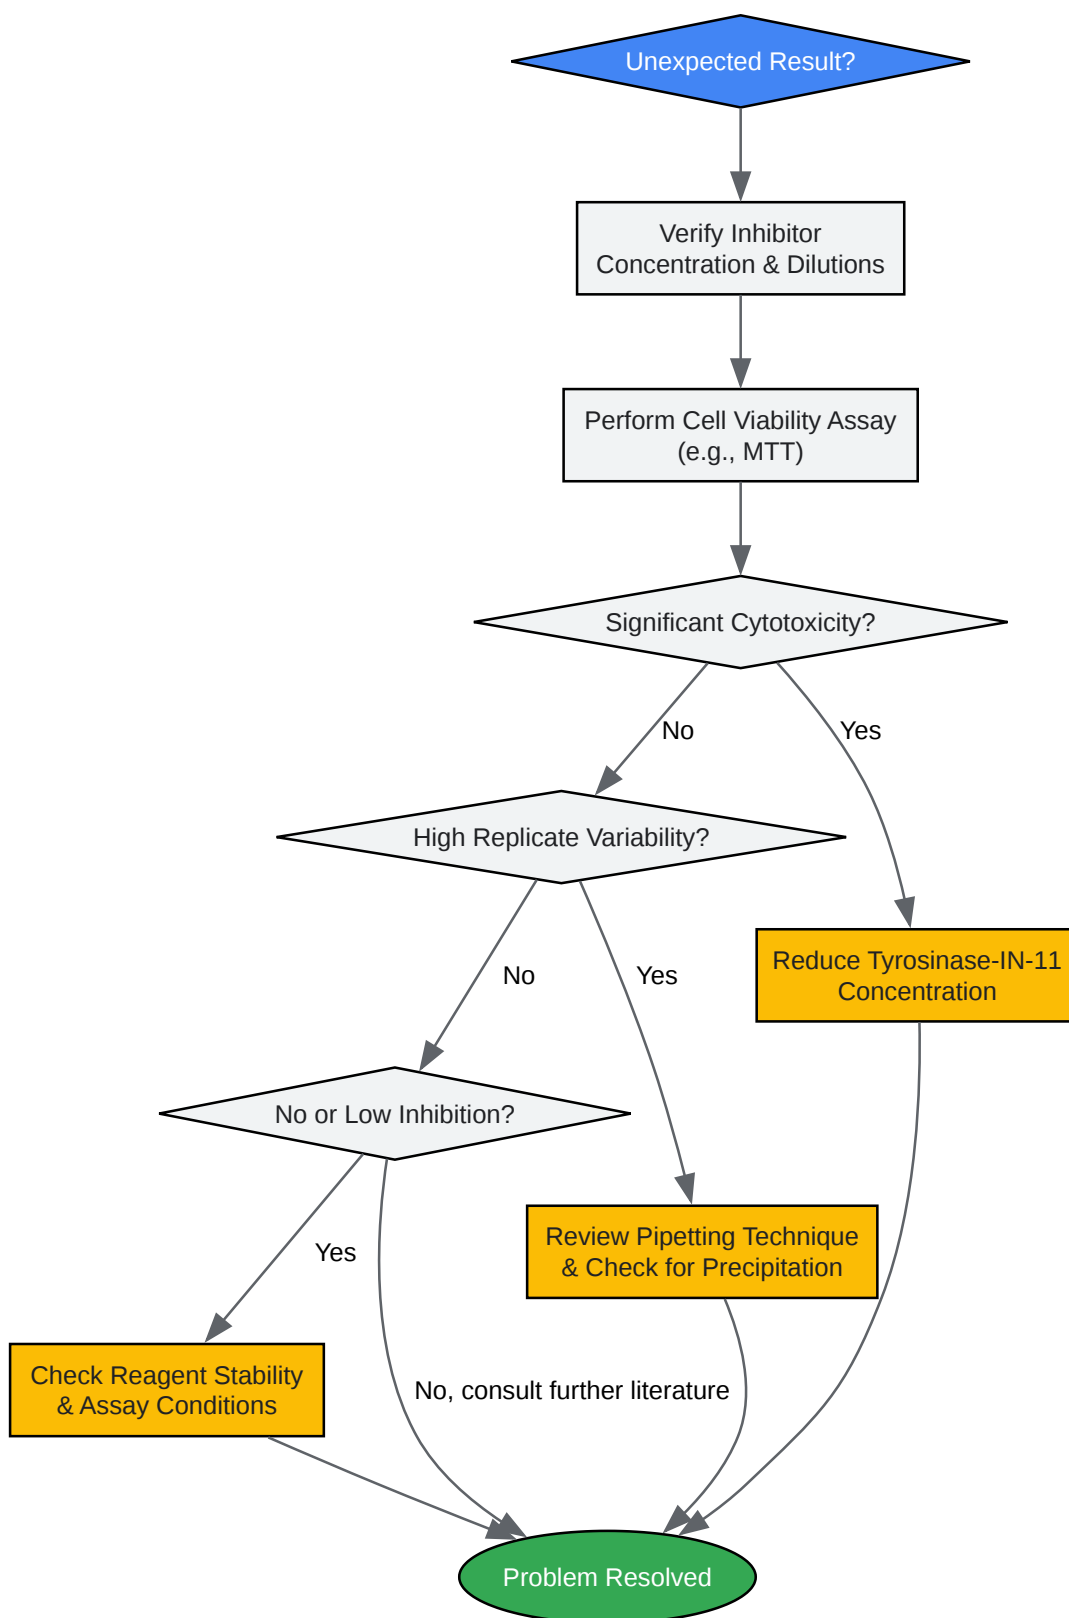 Unexpected Result?
Verify Inhibitor
Concentration & Dilutions
Perform Cell Viability Assay
(e.g., MTT)
Significant Cytotoxicity?
No
Yes
High Replicate Variability?
Reduce Tyrosinase-IN-11
Concentration
No
Yes
No or Low Inhibition?
Review Pipetting Technique
& Check for Precipitation
Yes
Check Reagent Stability
& Assay Conditions
No, consult further literature
Problem Resolved